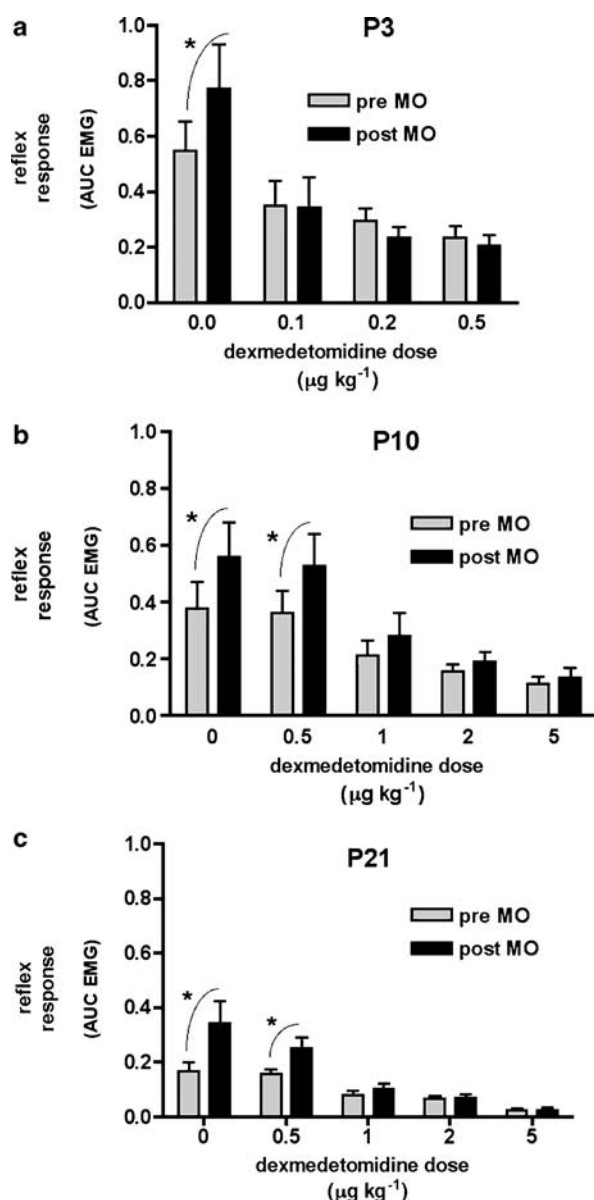 a
P3
*
1.0
0.8
0.6
0.4
0.2
0.0
reflex
response
(AUC EMG)
pre MO
post MO
0.0 0.1 0.2 0.5
dexmedetomidine dose
(μg kg⁻¹)
b
P10
*
*
1.0
0.8
0.6
0.4
0.2
0.0
reflex
response
(AUC EMG)
pre MO
post MO
0 0.5 1 2 5
dexmedetomidine dose
(μg kg⁻¹)
c
P21
*
*
1.0
0.8
0.6
0.4
0.2
0.0
reflex
response
(AUC EMG)
pre MO
post MO
0 0.5 1 2 5
dexmedetomidine dose
(μg kg⁻¹)